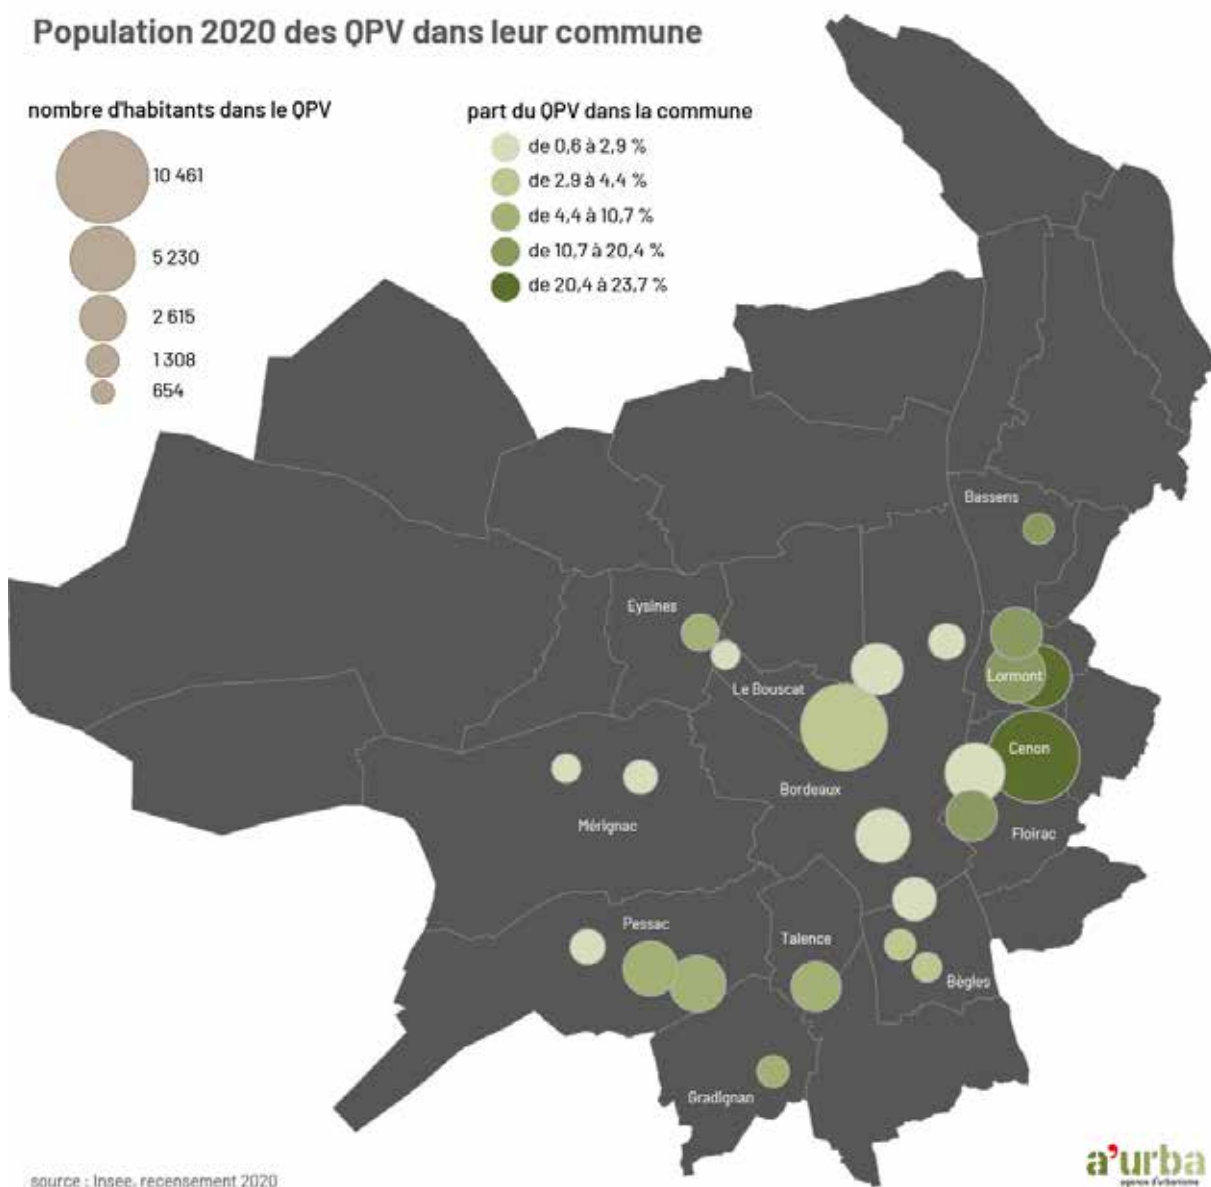 Population 2020 des QPV dans leur commune
nombre d'habitants dans le QPV
10 461
5 230
2 615
1 308
654
part du QPV dans la commune
de 0,6 à 2,9 %
de 2,9 à 4,4 %
de 4,4 à 10,7 %
de 10,7 à 20,4 %
de 20,4 à 23,7 %
Bassens
Eysines
Lormont
Le Bouscat
Cenon
Bordeaux
Mérignac
Floirac
Pessac
Talence
Bègles
Gradignan
source : Insee, recensement 2020
a'urba
agence d'urbanisme